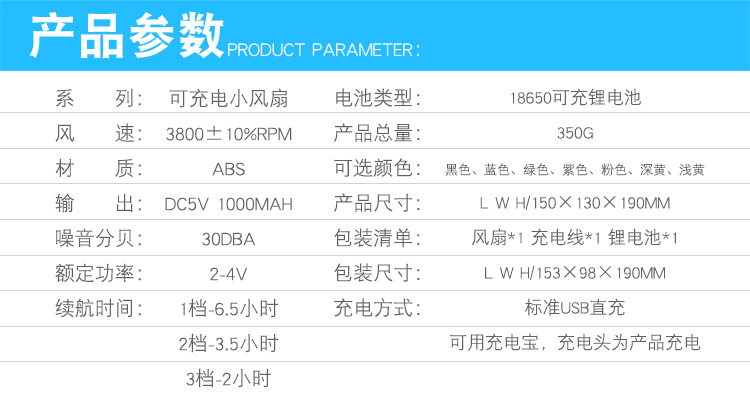 产品参数PRODUCT PARAMETER:
系 列: 可充电小风扇 电池类型: 18650可充锂电池
风 速: 3800±10%RPM 产品总量: 350G
材 质: ABS 可选颜色: 黑色、蓝色、绿色、紫色、粉色、深黄、浅黄
输 出: DC5V 1000MAH 产品尺寸: L W H/150×130×190MM
噪音分贝: 30DBA 包装清单: 风扇*1 充电线*1 锂电池*1
额定功率: 2-4V 包装尺寸: L W H/153×98×190MM
续航时间: 1档-6.5小时 充电方式: 标准USB直充
2档-3.5小时 可用充电宝，充电头为产品充电
3档-2小时